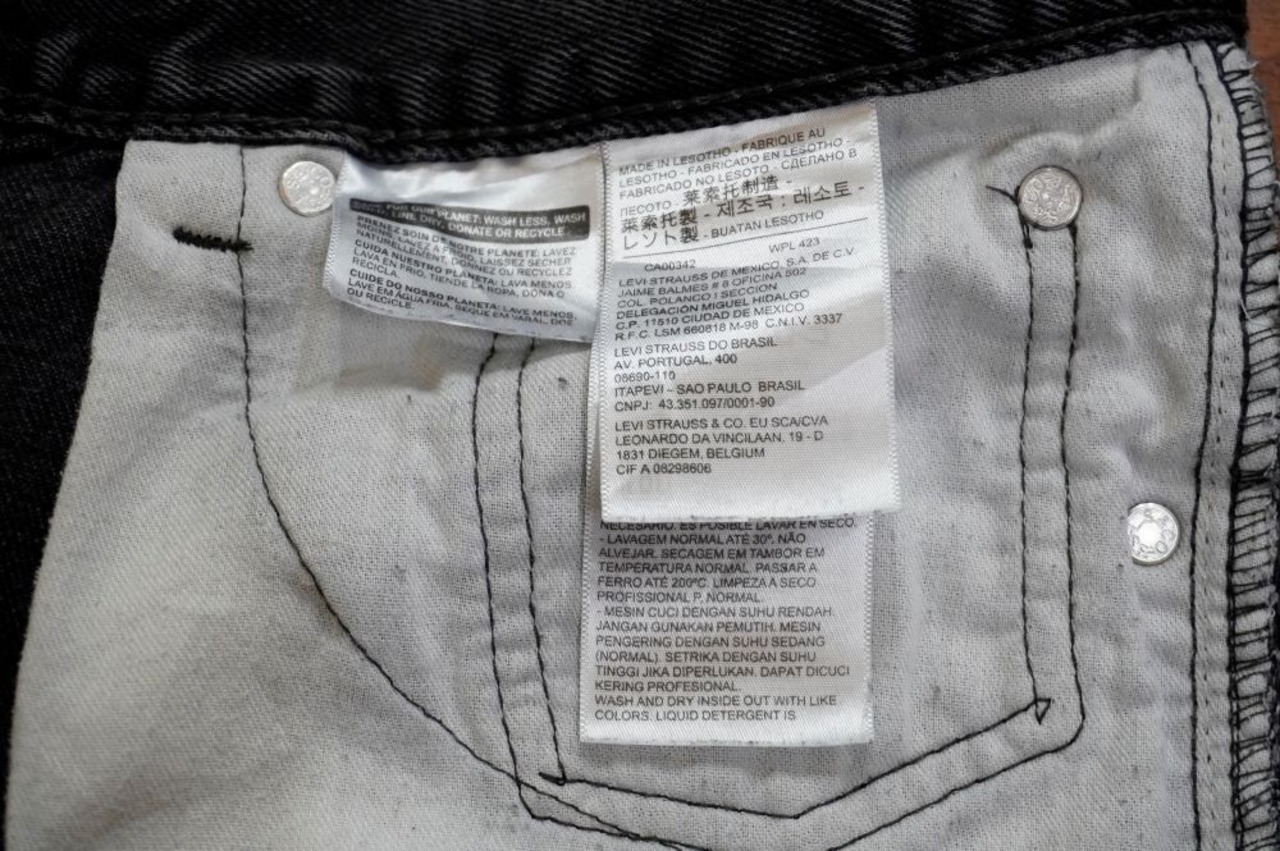 FOR OUR PLANET: WASH LESS, WASH
COLD, LINE DRY, DONATE OR RECYCLE.
PRENEZ SOIN DE NOTRE PLANETE: LAVEZ
MOINS, LAVEZ A FROID, LAISSEZ SECHER
NATURELLEMENT, DONNEZ OU RECYCLEZ
CUIDA NUESTRO PLANETA: LAVA MENOS,
LAVA EN FRIO, TIENDE LA ROPA, DONA O
RECICLA.
CUIDE DO NOSSO PLANETA: LAVE MENOS,
LAVE EM ÁGUA FRIA, SEQUE EM VARAL, DOE
OU RECICLE.
MADE IN LESOTHO - FABRIQUE AU
LESOTHO - FABRICADO EN LESOTHO -
FABRICADO NO LESOTO - СДЕЛАНО В
ЛЕСОТО - 莱索托制造 -
萊索托製 - 제조국 : 레소토 -
レソト製 - BUATAN LESOTHO
CA00342 WPL 423
LEVI STRAUSS DE MEXICO, S.A. DE C.V.
JAIME BALMES # 8 OFICINA 502
COL. POLANCO I SECCION
DELEGACIÓN MIGUEL HIDALGO
C.P. 11510 CIUDAD DE MEXICO
R.F.C. LSM 660818 M-98 C.N.I.V. 3337
LEVI STRAUSS DO BRASIL
AV. PORTUGAL, 400
06690-110
ITAPEVI – SAO PAULO BRASIL
CNPJ: 43.351.097/0001-90
LEVI STRAUSS & CO. EU SCA/CVA
LEONARDO DA VINCILAAN, 19 - D
1831 DIEGEM, BELGIUM
CIF A 08298606
NECESARIO. ES POSIBLE LAVAR EN SECO.
- LAVAGEM NORMAL ATÉ 30º. NÃO
ALVEJAR. SECAGEM EM TAMBOR EM
TEMPERATURA NORMAL. PASSAR A
FERRO ATÉ 200ºC. LIMPEZA A SECO
PROFISSIONAL P, NORMAL.
- MESIN CUCI DENGAN SUHU RENDAH.
JANGAN GUNAKAN PEMUTIH. MESIN
PENGERING DENGAN SUHU SEDANG
(NORMAL). SETRIKA DENGAN SUHU
TINGGI JIKA DIPERLUKAN. DAPAT DICUCI
KERING PROFESIONAL.
WASH AND DRY INSIDE OUT WITH LIKE
COLORS. LIQUID DETERGENT IS